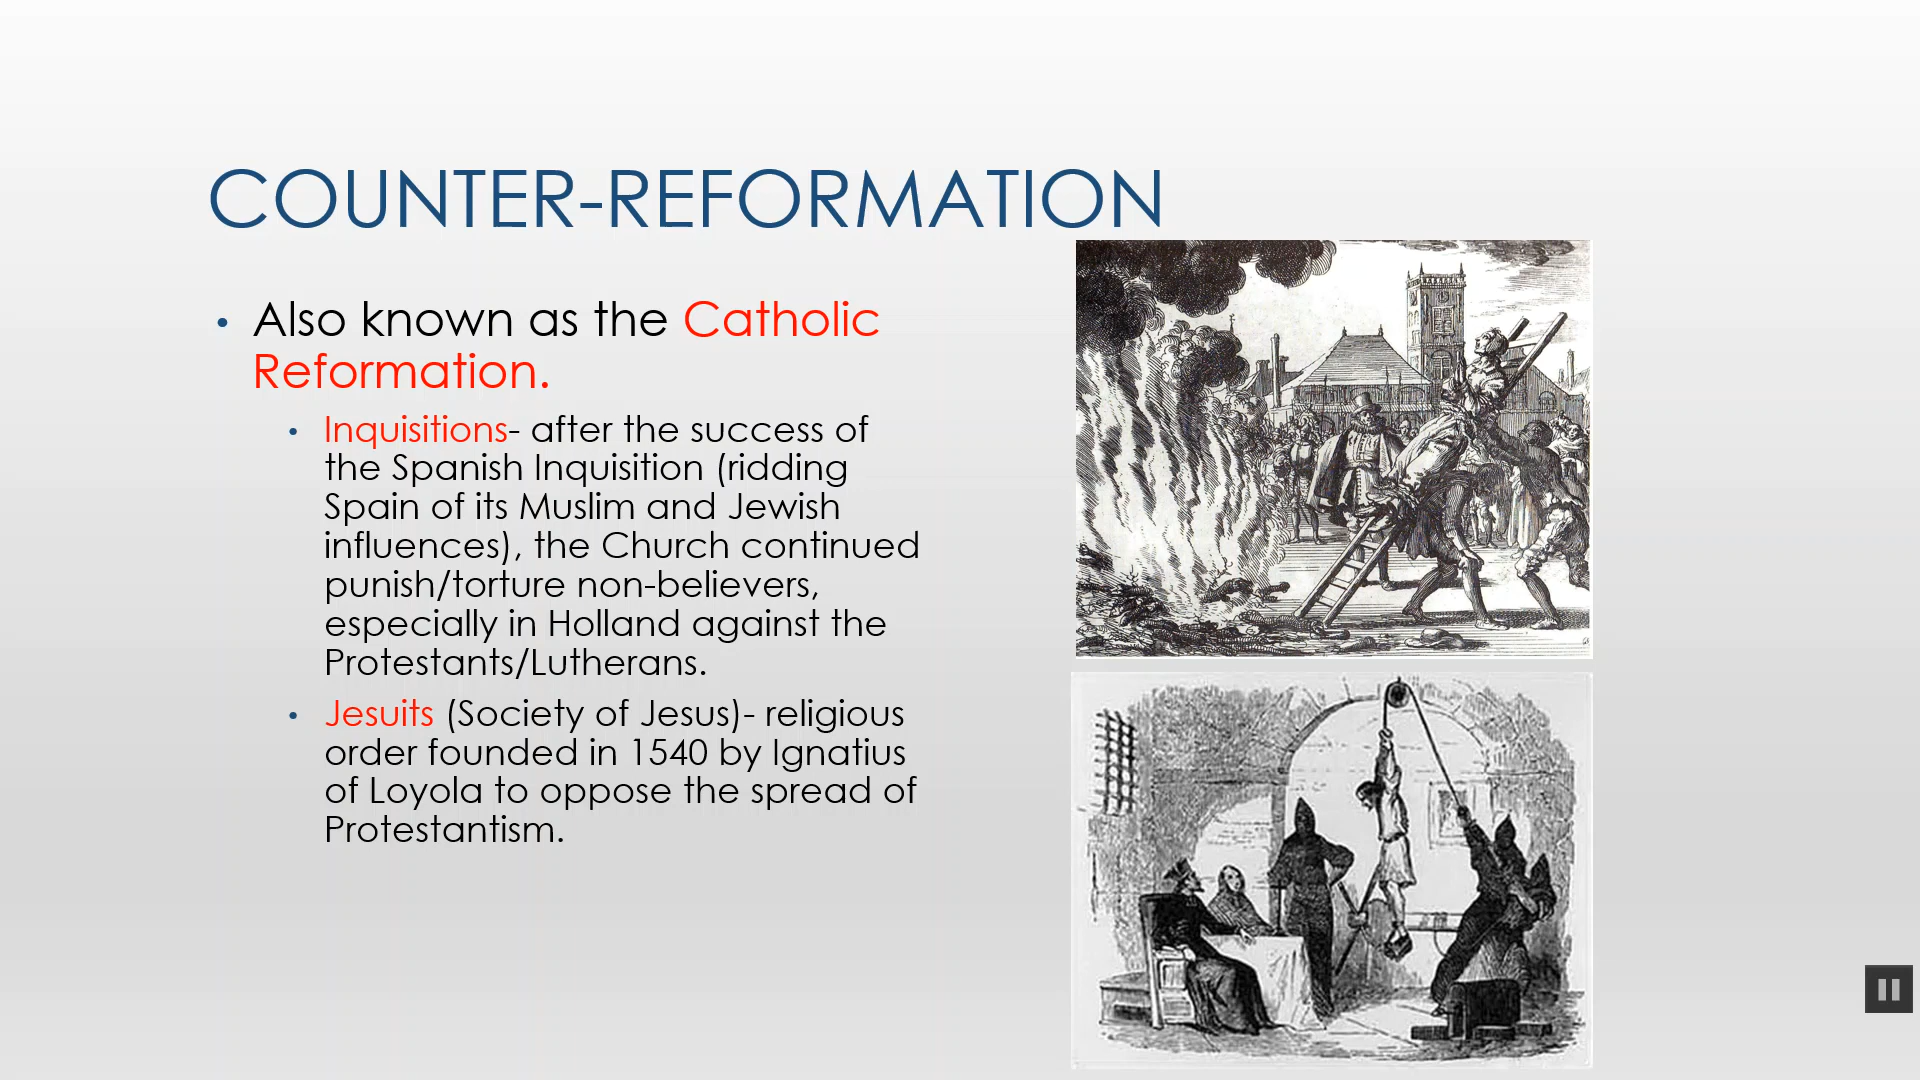 COUNTER-REFORMATION
• Also known as the Catholic
Reformation.
• Inquisitions- after the success of
the Spanish Inquisition (ridding
Spain of its Muslim and Jewish
influences), the Church continued
punish/torture non-believers,
especially in Holland against the
Protestants/Lutherans.
• Jesuits (Society of Jesus)- religious
order founded in 1540 by Ignatius
of Loyola to oppose the spread of
Protestantism.